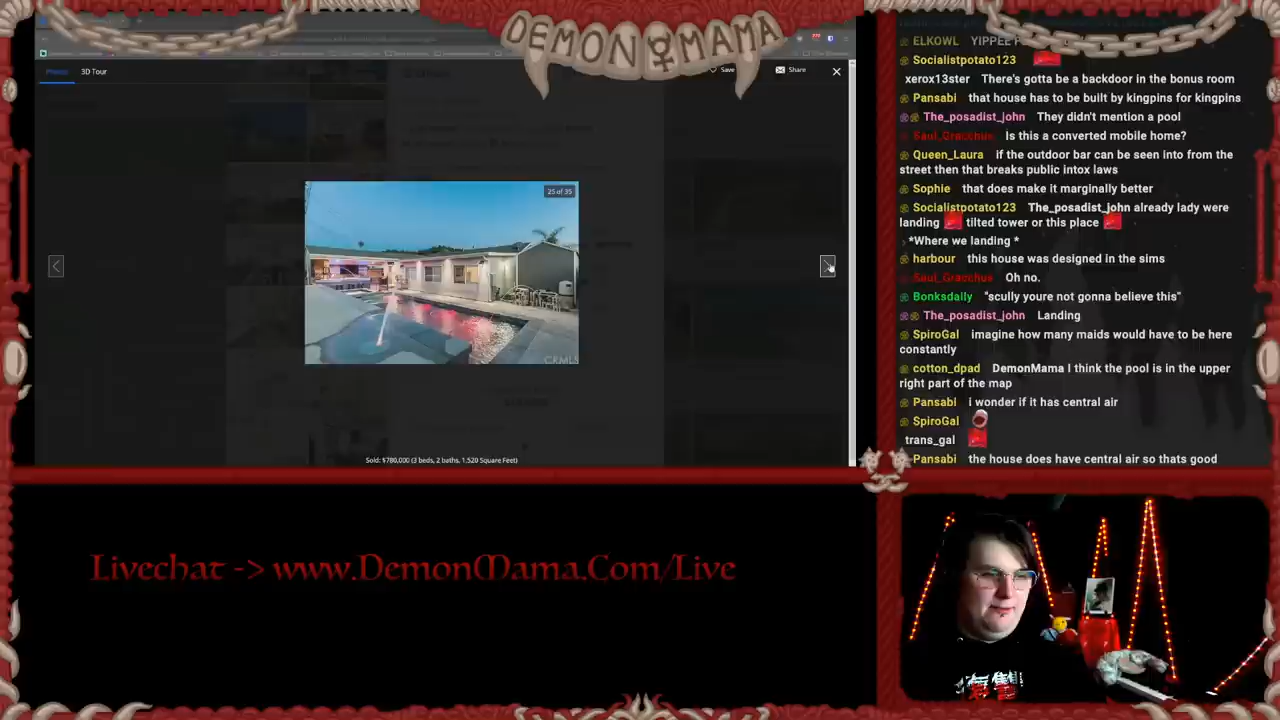 DEMON MAMA
Photos
3D Tour
Save
Share
25 of 35
CRMLS
Sold: $780,000 (3 beds, 2 baths, 1,520 Square Feet)
ELKOWL YIPPEE
Socialistpotato123
xerox13ster There's gotta be a backdoor in the bonus room
Pansabi that house has to be built by kingpins for kingpins
The_posadist_john They didn't mention a pool
Saul_Gracchus Is this a converted mobile home?
Queen_Laura if the outdoor bar can be seen into from the
street then that breaks public intox laws
Sophie that does make it marginally better
Socialistpotato123 The_posadist_john already lady were
landing tilted tower or this place
*Where we landing *
harbour this house was designed in the sims
Saul_Gracchus Oh no.
Bonksdaily "scully youre not gonna believe this"
The_posadist_john Landing
SpiroGal imagine how many maids would have to be here
constantly
cotton_dpad DemonMama I think the pool is in the upper
right part of the map
Pansabi i wonder if it has central air
SpiroGal
trans_gal
Pansabi the house does have central air so thats good
Livechat -> www.DemonMama.Com/Live